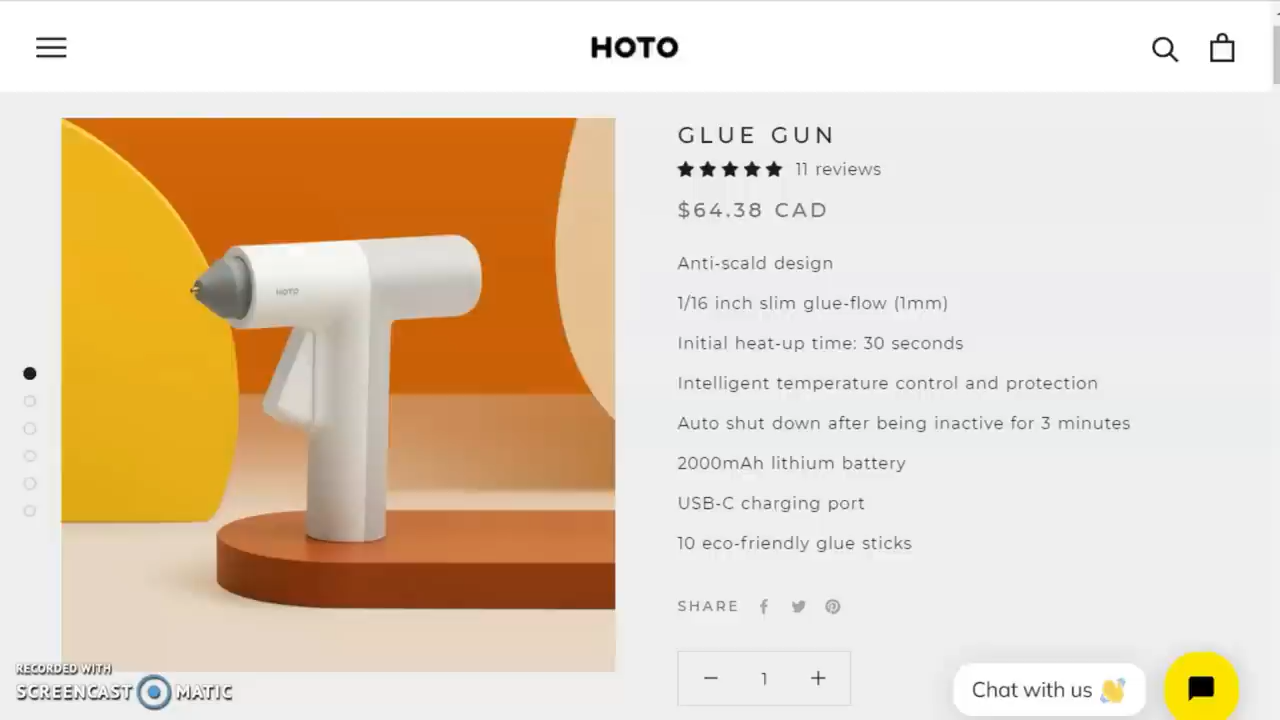 HOTO
HOTO
GLUE GUN
11 reviews
$64.38 CAD
Anti-scald design
1/16 inch slim glue-flow (1mm)
Initial heat-up time: 30 seconds
Intelligent temperature control and protection
Auto shut down after being inactive for 3 minutes
2000mAh lithium battery
USB-C charging port
10 eco-friendly glue sticks
SHARE
1
Chat with us 👋
RECORDED WITH
SCREENCAST MATIC